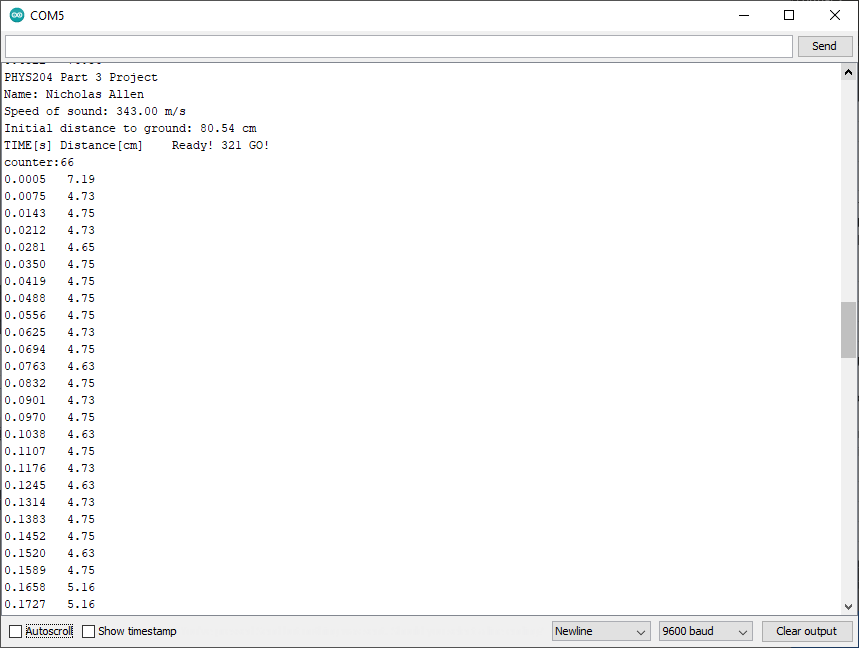 COM5
Send
PHYS204 Part 3 Project
Name: Nicholas Allen
Speed of sound: 343.00 m/s
Initial distance to ground: 80.54 cm
TIME[s] Distance[cm]    Ready! 321 GO!
counter:66
0.0005   7.19
0.0075   4.73
0.0143   4.75
0.0212   4.73
0.0281   4.65
0.0350   4.75
0.0419   4.75
0.0488   4.75
0.0556   4.75
0.0625   4.73
0.0694   4.75
0.0763   4.63
0.0832   4.75
0.0901   4.73
0.0970   4.75
0.1038   4.63
0.1107   4.75
0.1176   4.73
0.1245   4.63
0.1314   4.73
0.1383   4.75
0.1452   4.75
0.1520   4.63
0.1589   4.75
0.1658   5.16
0.1727   5.16
Autoscroll Show timestamp Newline 9600 baud Clear output